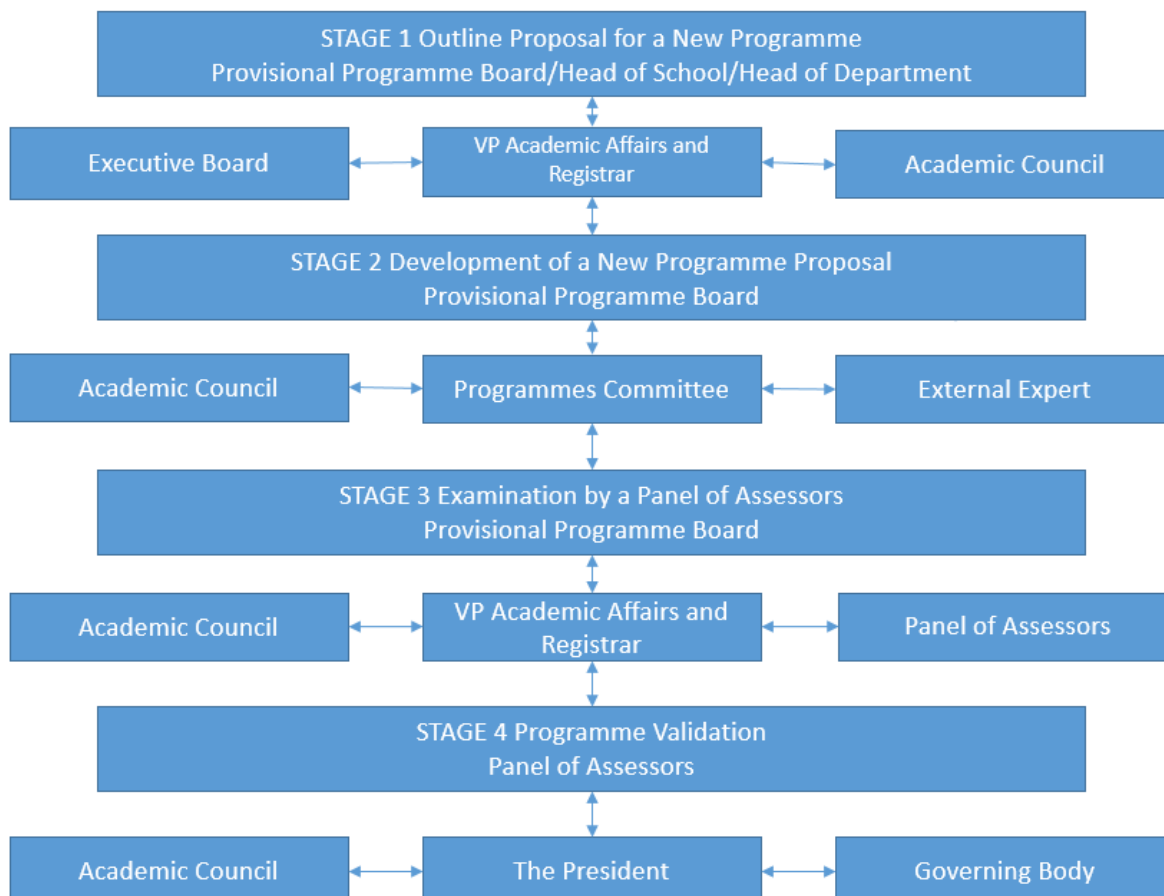 STAGE 1 Outline Proposal for a New Programme
Provisional Programme Board/Head of School/Head of Department
Executive Board
VP Academic Affairs and
Registrar
Academic Council
STAGE 2 Development of a New Programme Proposal
Provisional Programme Board
Academic Council
Programmes Committee
External Expert
STAGE 3 Examination by a Panel of Assessors
Provisional Programme Board
Academic Council
VP Academic Affairs and
Registrar
Panel of Assessors
STAGE 4 Programme Validation
Panel of Assessors
Academic Council
The President
Governing Body